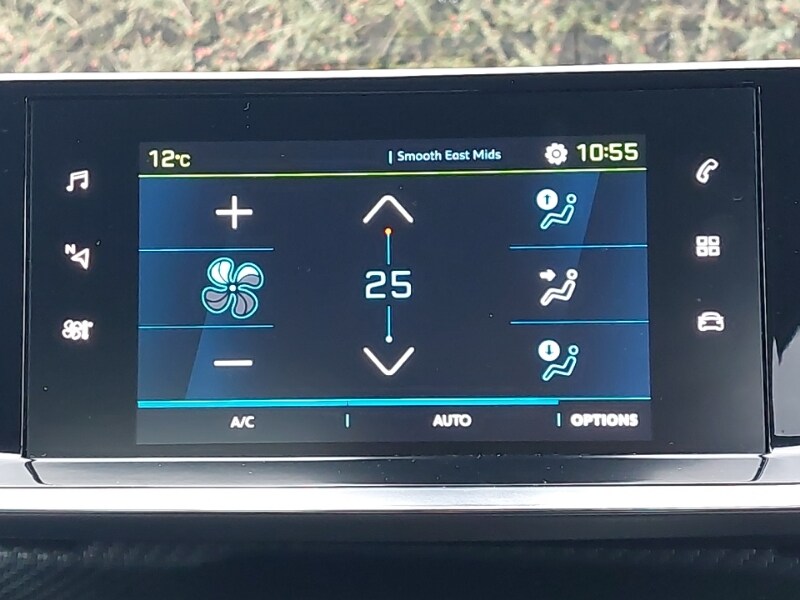 12°C
| Smooth East Mids
10:55
N
25
A/C
AUTO
OPTIONS